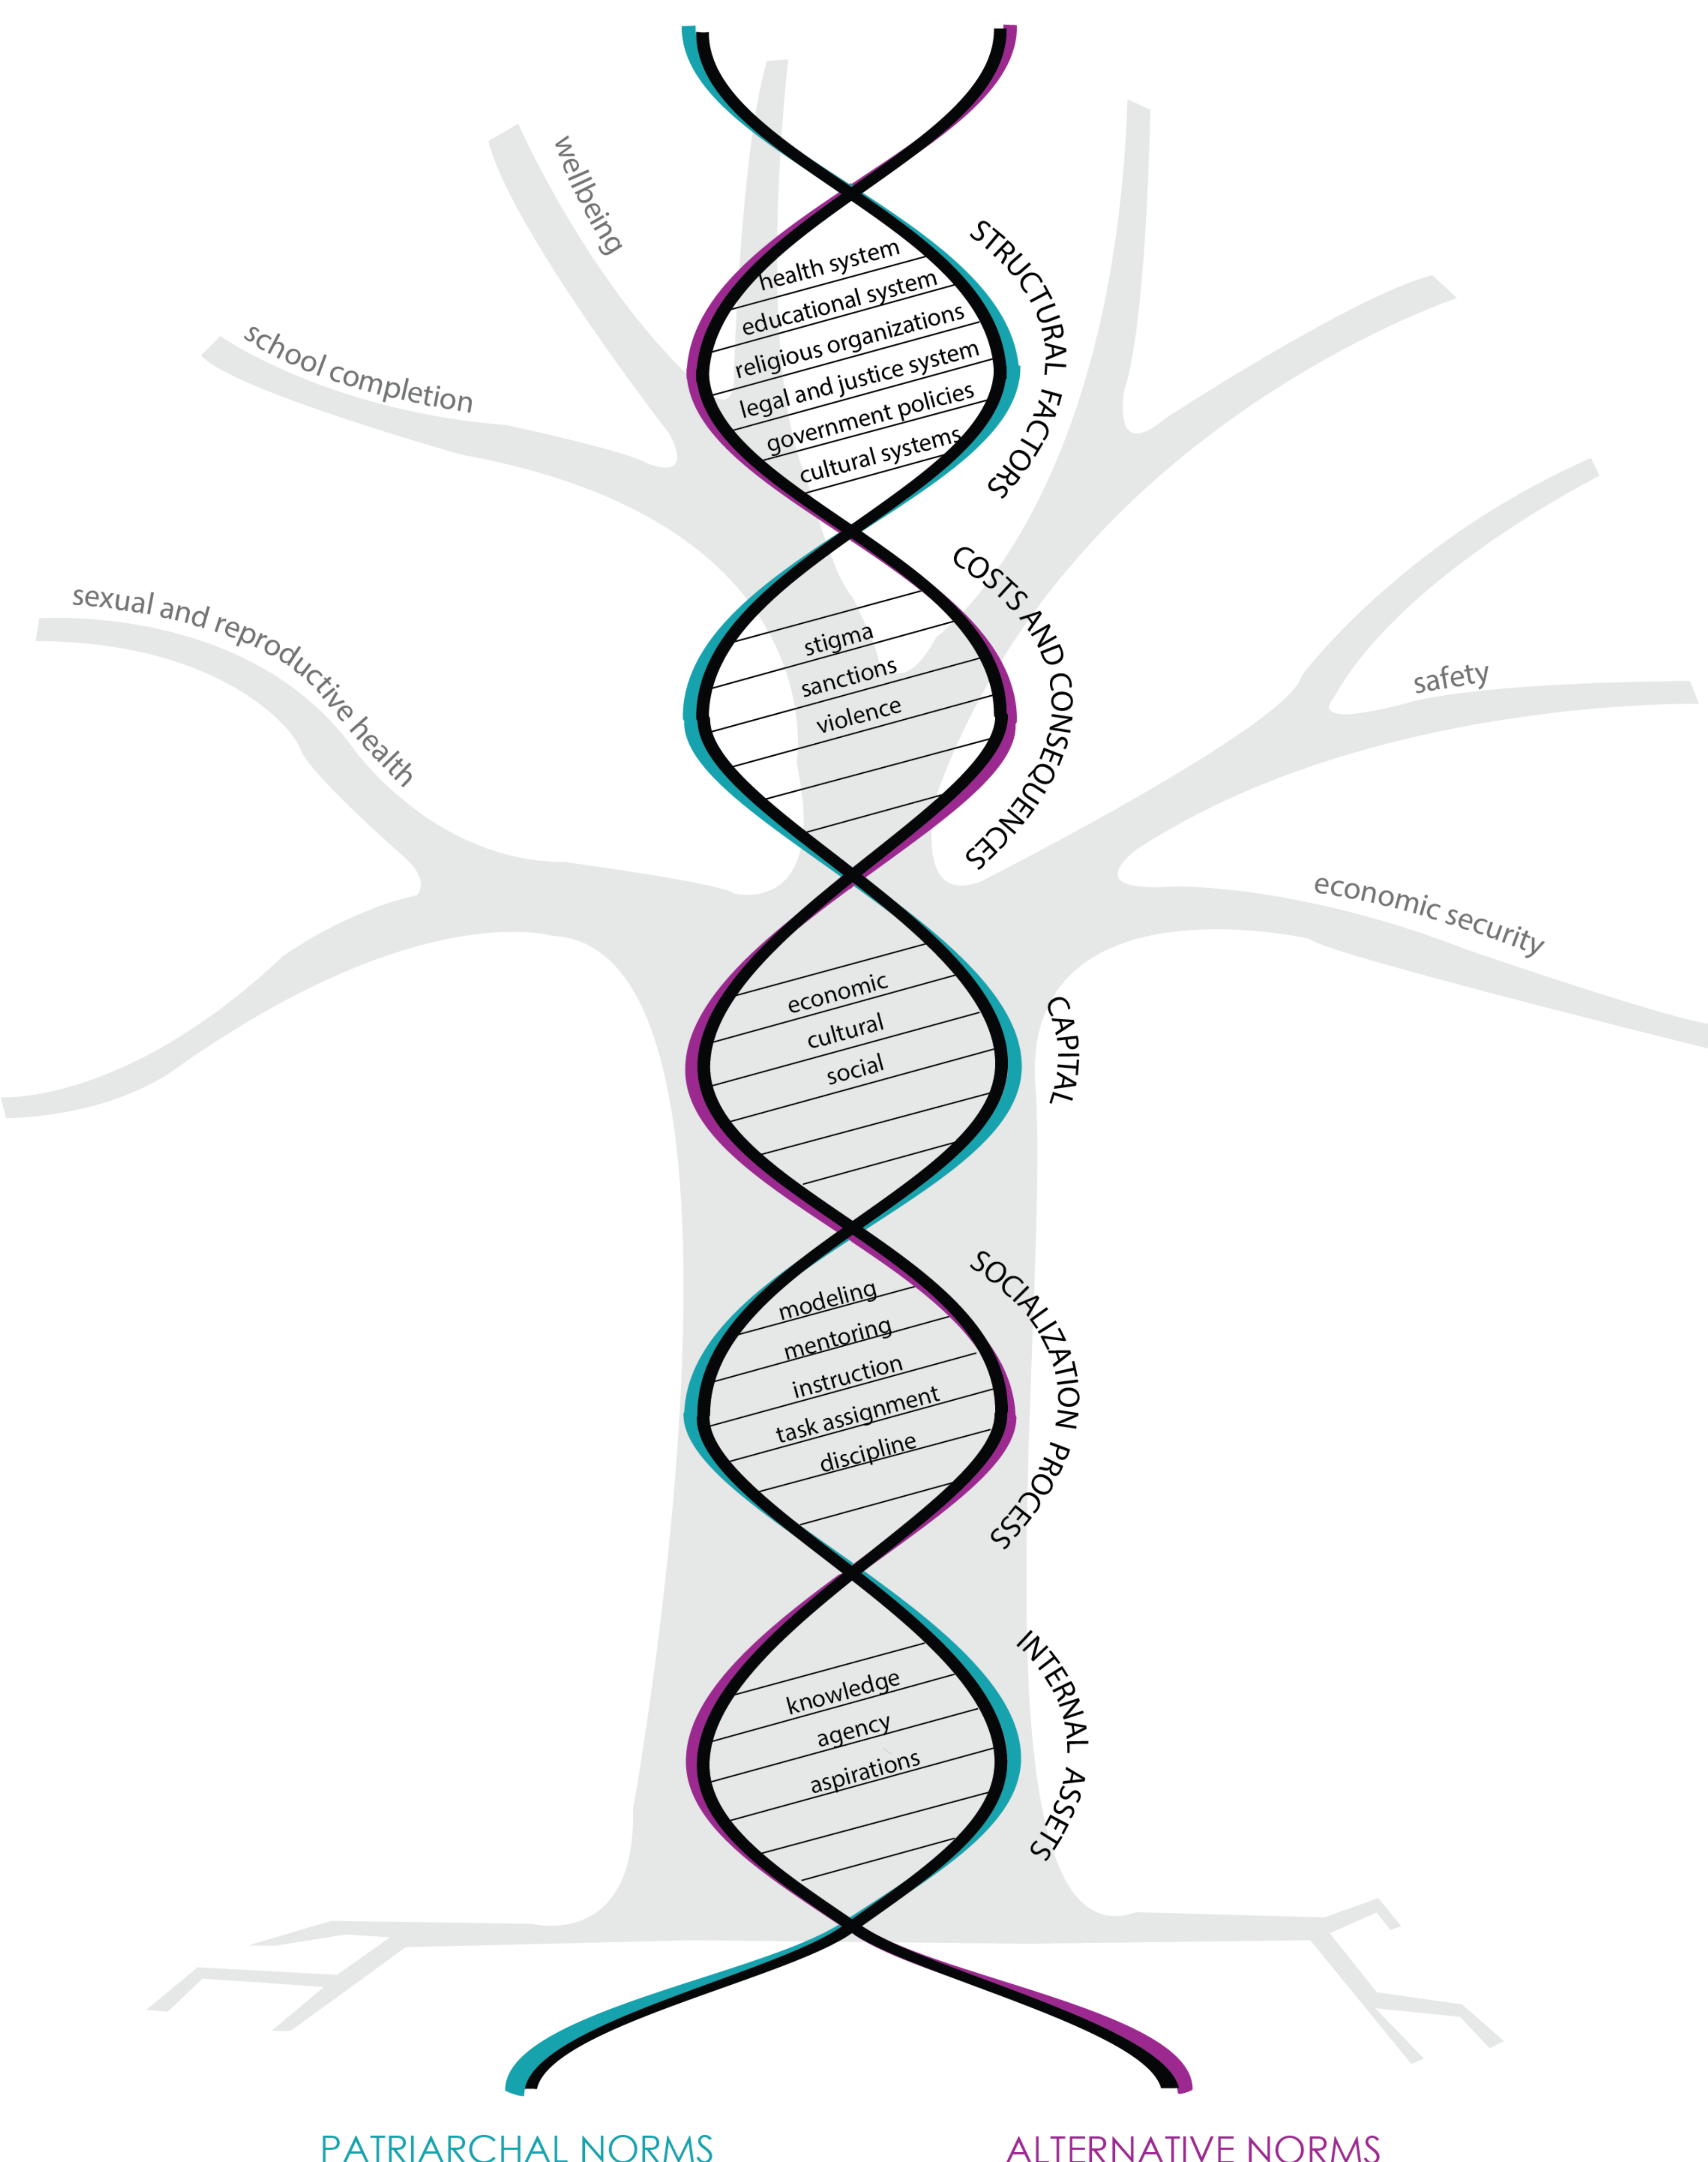 wellbeing
school completion
sexual and reproductive health
STRUCTURAL FACTORS
health system
educational system
religious organizations
legal and justice system
government policies
cultural systems
COSTS AND CONSEQUENCES
stigma
sanctions
violence
safety
economic security
CAPITAL
economic
cultural
social
SOCIALIZATION PROCESS
modeling
mentoring
instruction
task assignment
discipline
INTERNAL ASSETS
knowledge
agency
aspirations
PATRIARCHAL NORMS
ALTERNATIVE NORMS